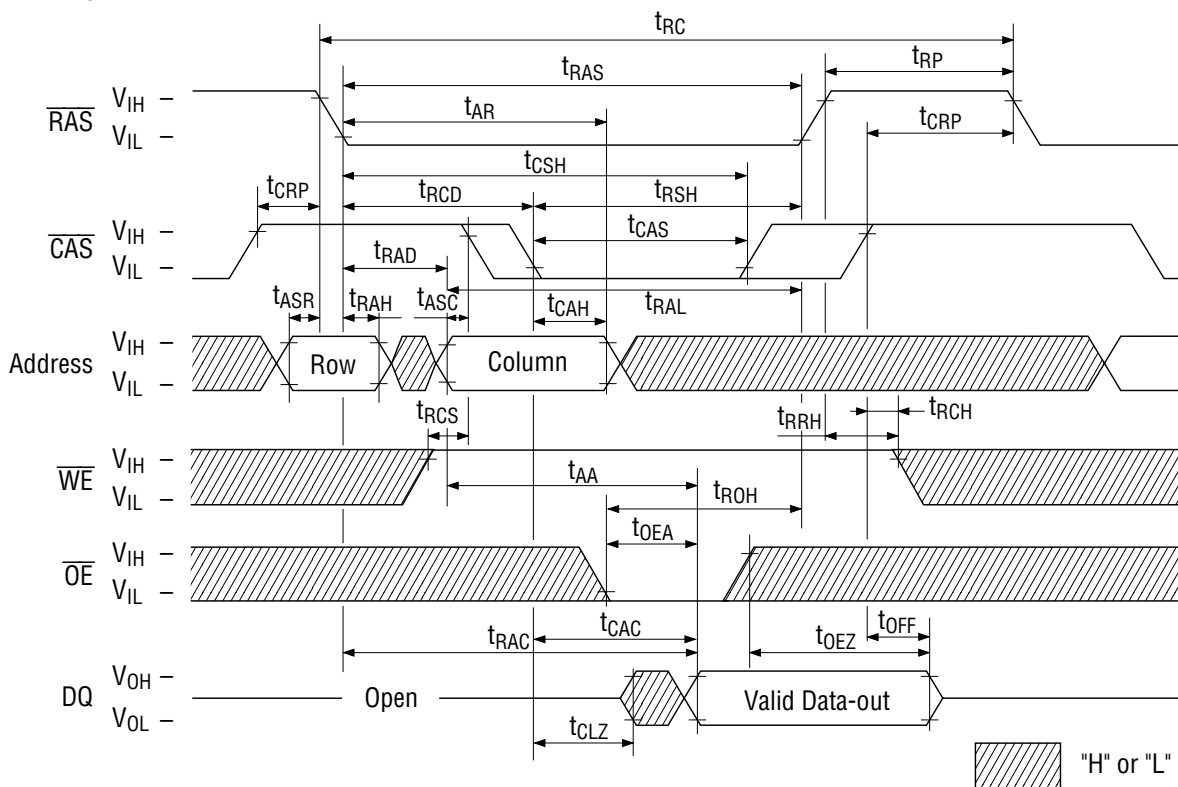 tRC
tRP
tRAS
VIH –
RAS
VIL –
tAR
tCRP
tCSH
tCRP
tRCD
tRSH
VIH –
CAS
VIL –
tCAS
tRAD
tRAL
tASR
tRAH
tASC
tCAH
VIH –
Address
VIL –
Row
Column
tRCS
tRRH
tRCH
VIH –
WE
VIL –
tAA
tROH
tOEA
VIH –
OE
VIL –
tCAC
tRAC
tOFF
tOEZ
VOH –
DQ
VOL –
Open
Valid Data-out
tCLZ
"H" or "L"